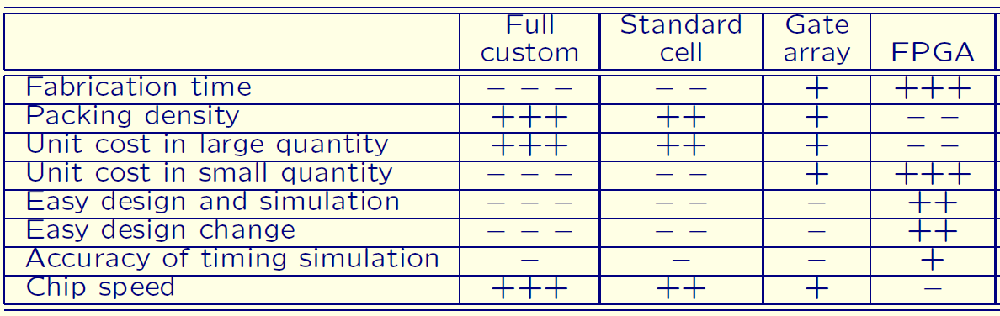 Full custom Standard cell Gate array FPGA
Fabrication time − − − − − + +++
Packing density +++ ++ + − −
Unit cost in large quantity +++ ++ + − −
Unit cost in small quantity − − − − − + +++
Easy design and simulation − − − − − − ++
Easy design change − − − − − − ++
Accuracy of timing simulation − − − +
Chip speed +++ ++ + −